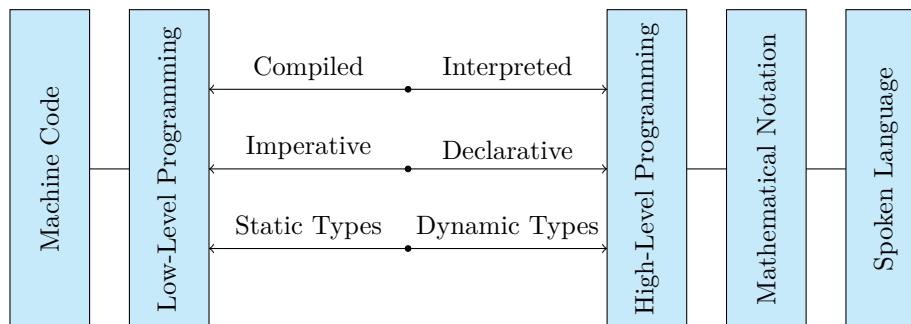 Machine Code
Low-Level Programming
Compiled
Interpreted
Imperative
Declarative
Static Types
Dynamic Types
High-Level Programming
Mathematical Notation
Spoken Language